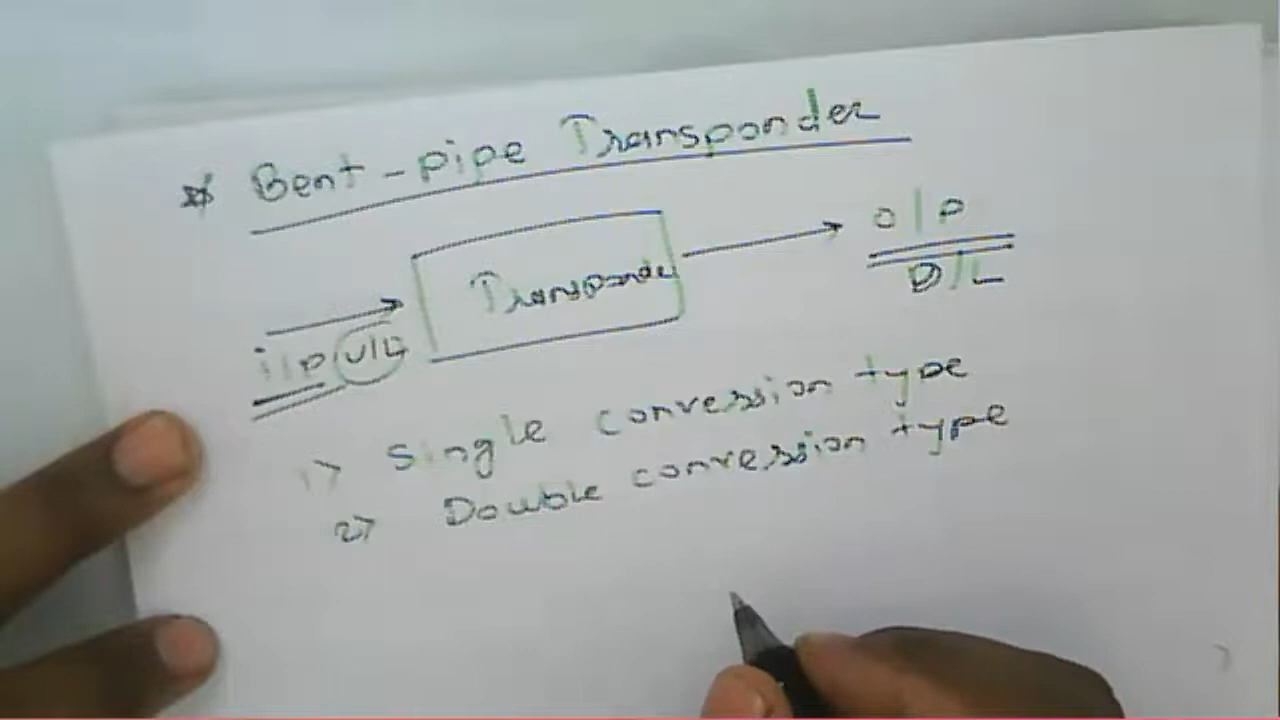 * Bent-pipe Transponder
o/p
D/L
Transponder
i/p U/L
1> Single conversion type
2> Double conversion type